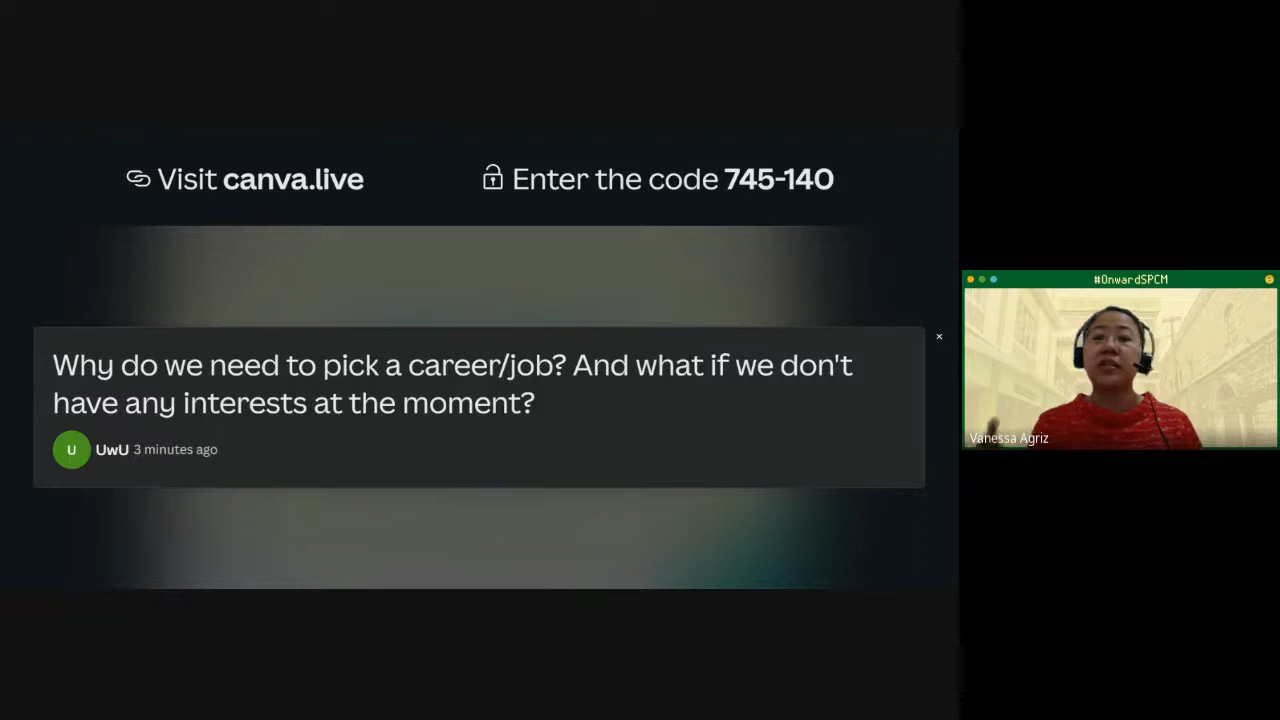 Visit canva.live
Enter the code 745-140
Why do we need to pick a career/job? And what if we don't
have any interests at the moment?
U UwU 3 minutes ago
#OnwardSPCM
Vanessa Agriz